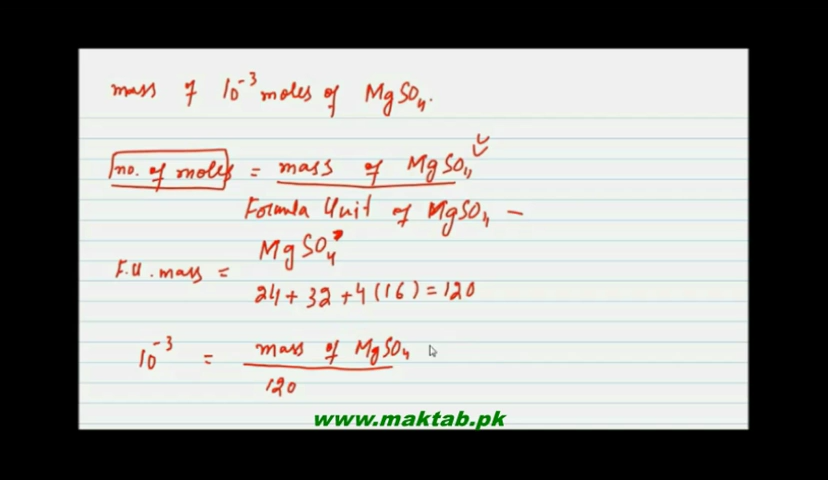 mass of 10⁻³ moles of MgSO₄.
no. of moles = mass of MgSO₄
Formula Unit of MgSO₄ –
MgSO₄
F.U. mass =
24 + 32 + 4(16) = 120
10⁻³ = mass of MgSO₄
120
www.maktab.pk